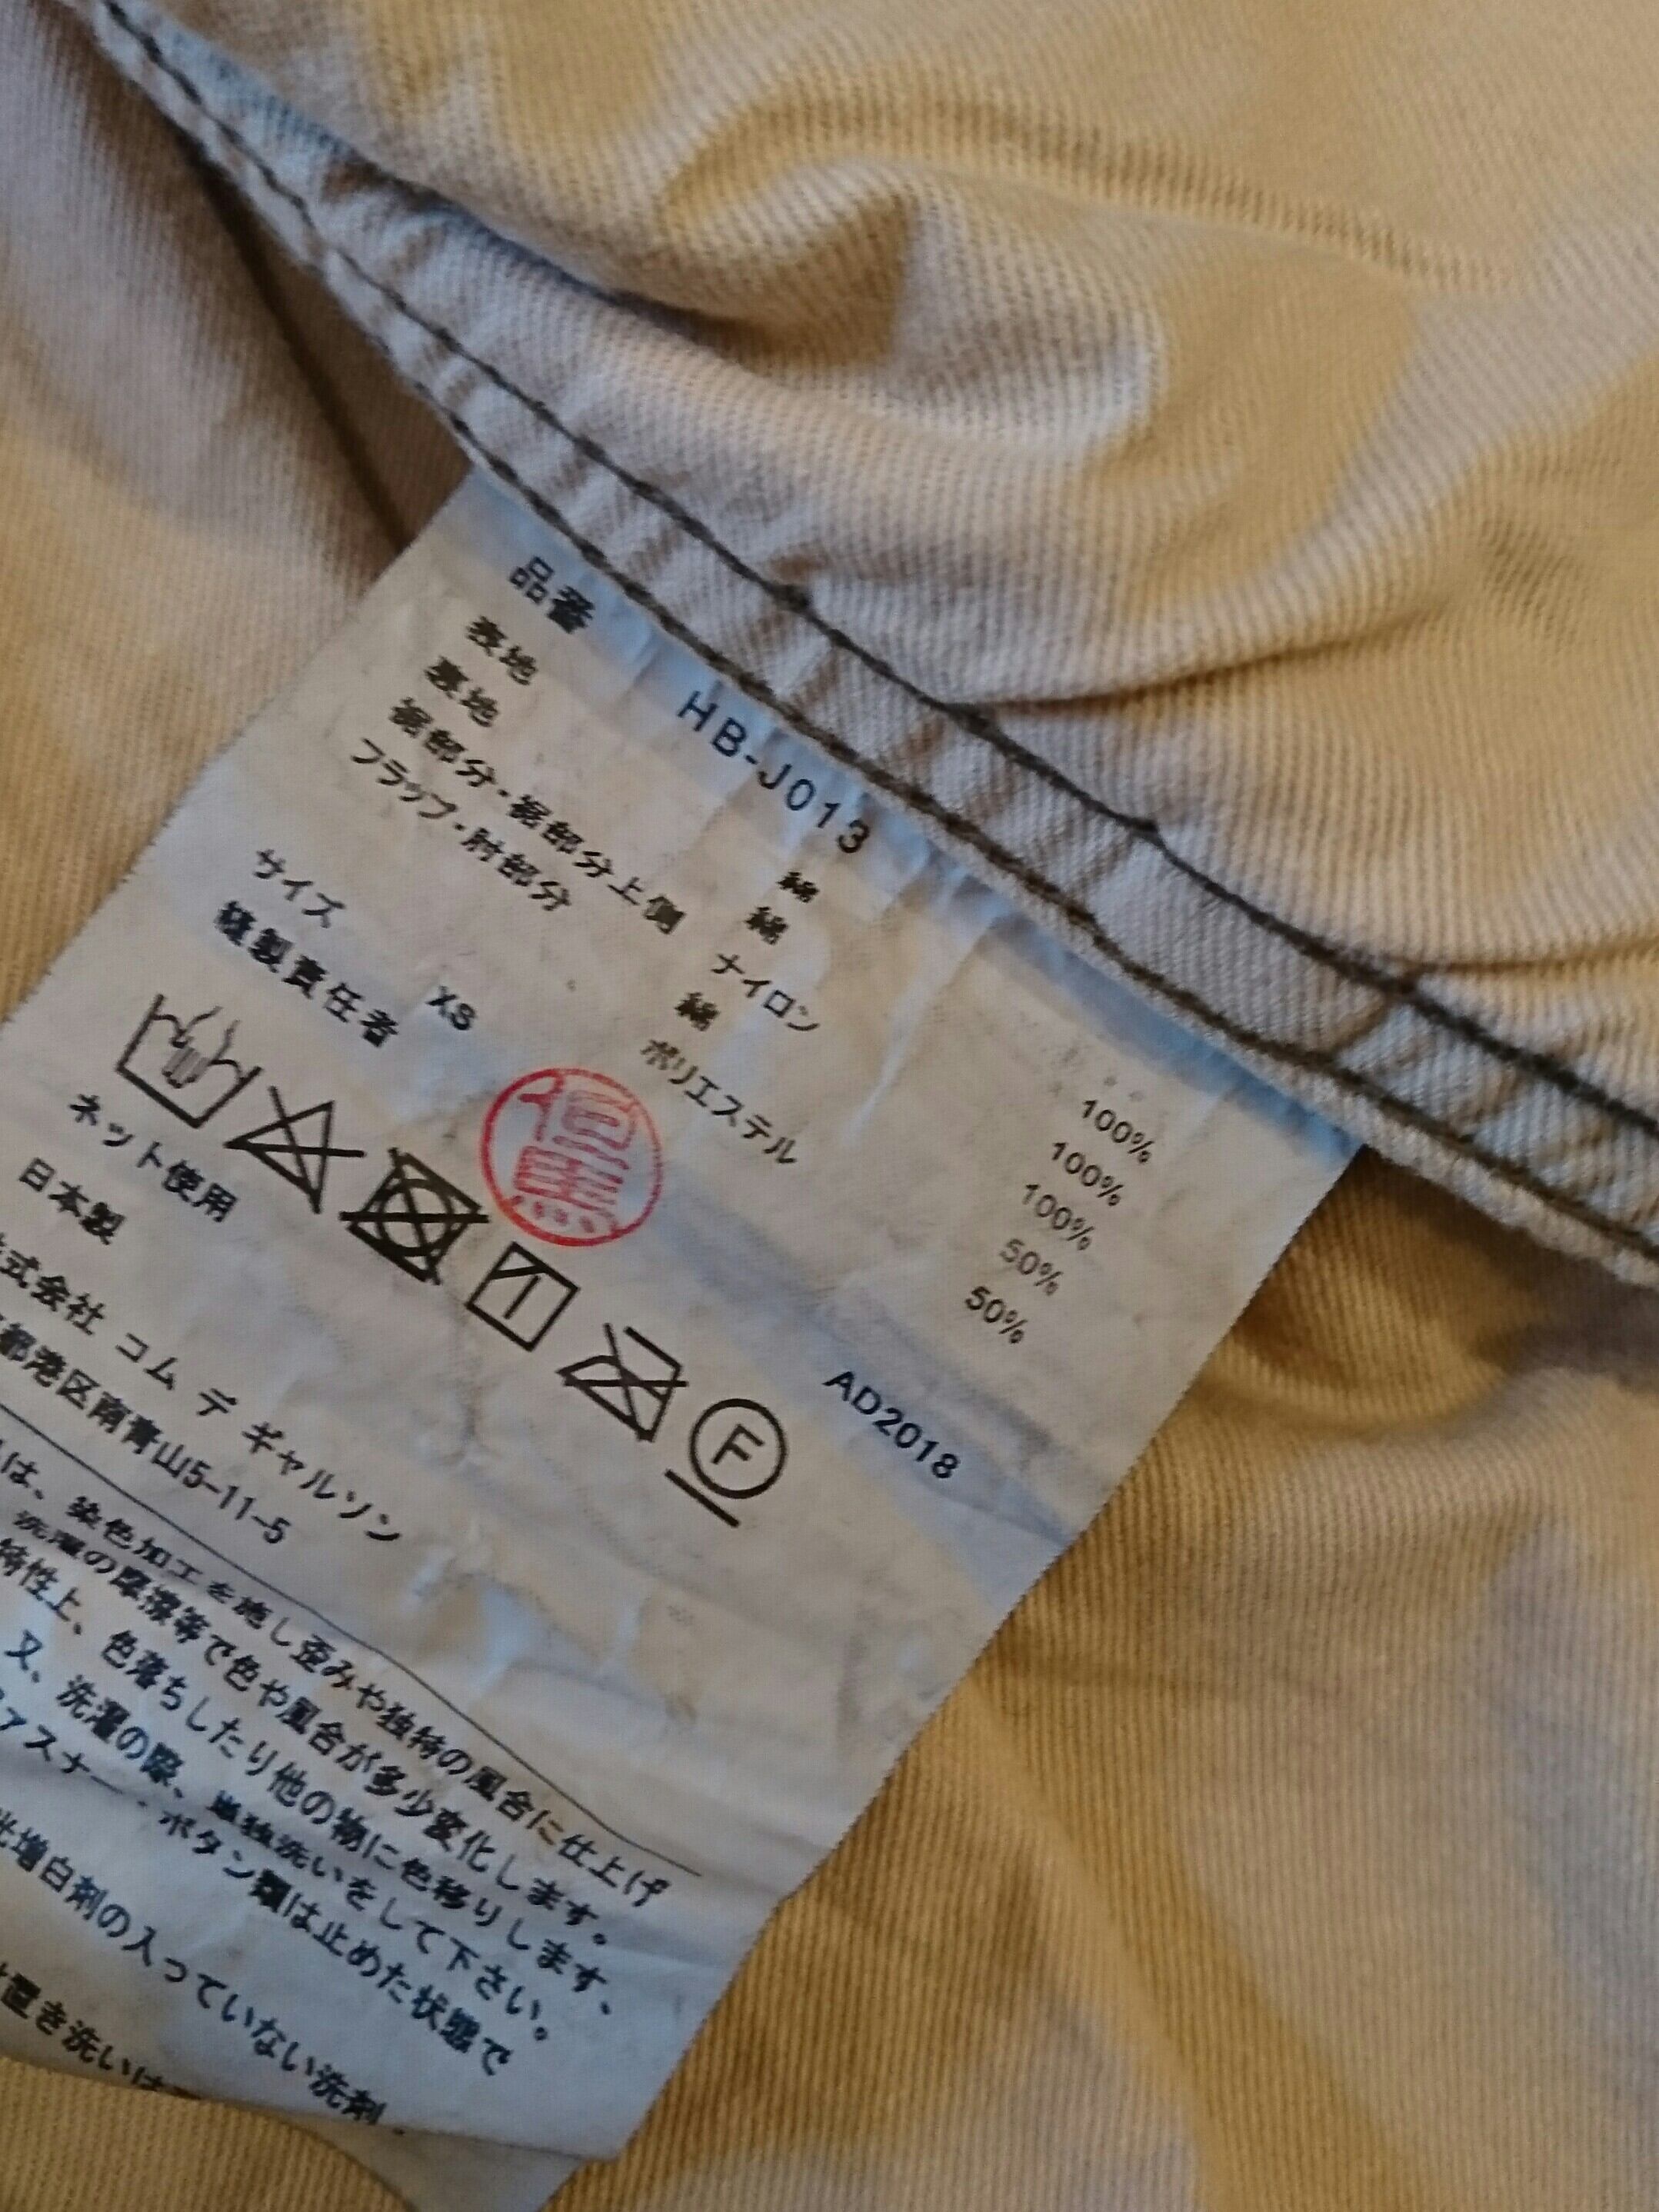 品番 HB-J013
表地 綿 100%
裏地 綿 100%
裾部分・裾部分上側 ナイロン 100%
フラップ・肘部分 綿 50%
ポリエステル 50%
サイズ XS
縫製責任者
AD2018
F
ネット使用
日本製
式会社 コム デ ギャルソン
都港区南青山5-11-5
は、染色加工を施し歪みや独特の風合に仕上げ
洗濯の摩擦等で色や風合が多少変化します。
特性上、色落ちしたり他の物に色移りします、
又、洗濯の際、単独洗いをして下さい。
ァスナー・ボタン類は止めた状態で
光増白剤の入っていない洗剤
置き洗いは